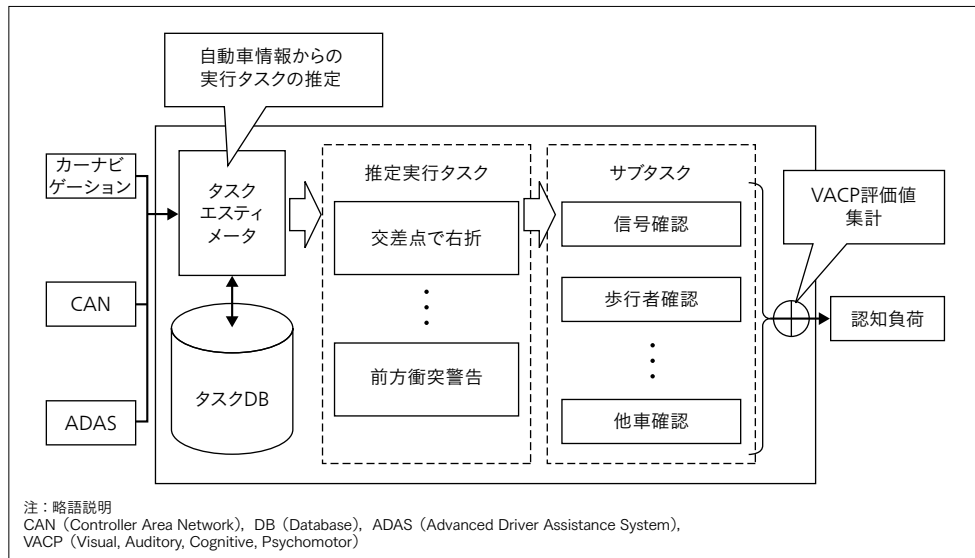 自動車情報からの
実行タスクの推定
カーナビ
ゲーション
CAN
ADAS
タスク
エスティ
メータ
タスクDB
推定実行タスク
交差点で右折
前方衝突警告
サブタスク
信号確認
歩行者確認
他車確認
VACP評価値
集計
認知負荷
注：略語説明
CAN（Controller Area Network）， DB（Database）， ADAS（Advanced Driver Assistance System），
VACP（Visual, Auditory, Cognitive, Psychomotor）